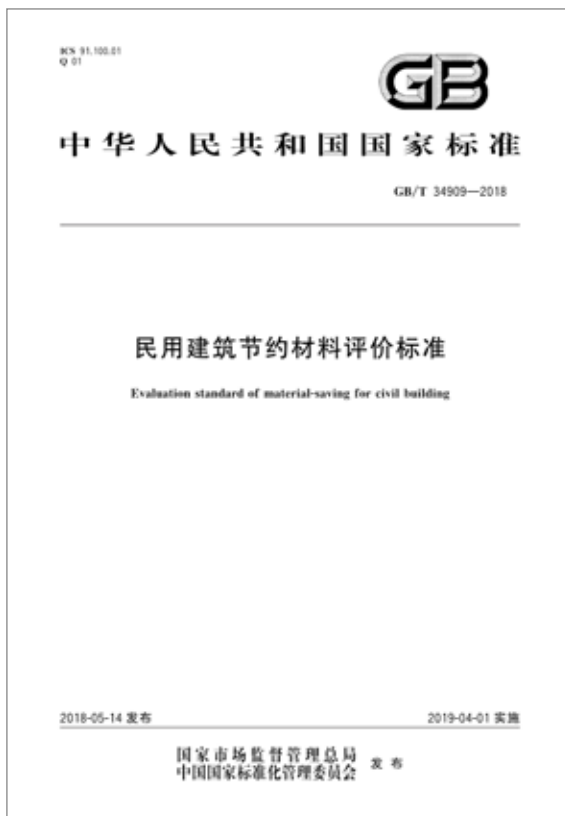 ICS 91.100.01
Q 01
GB
中华人民共和国国家标准
GB/T 34909—2018
民用建筑节约材料评价标准
Evaluation standard of material-saving for civil building
2018-05-14 发布
2019-04-01 实施
国家市场监督管理总局
中国国家标准化管理委员会
发布